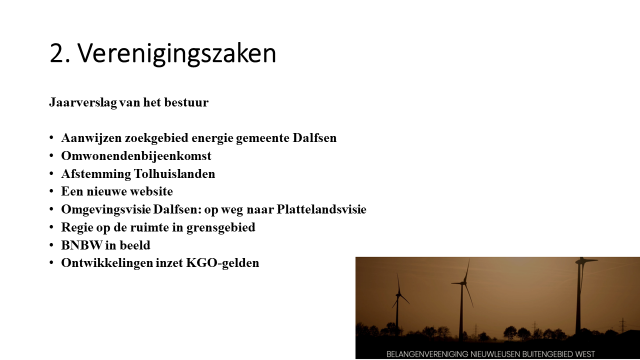 2. Verenigingszaken
Jaarverslag van het bestuur
• Aanwijzen zoekgebied energie gemeente Dalfsen
• Omwonendenbijeenkomst
• Afstemming Tolhuislanden
• Een nieuwe website
• Omgevingsvisie Dalfsen: op weg naar Plattelandsvisie
• Regie op de ruimte in grensgebied
• BNBW in beeld
• Ontwikkelingen inzet KGO-gelden
BELANGENVERENIGING NIEUWLEUSEN BUITENGEBIED WEST